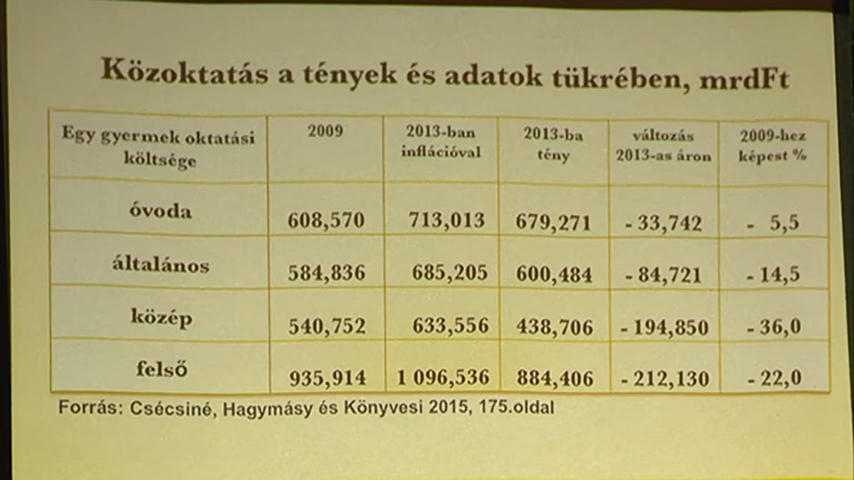 Közoktatás a tények és adatok tükrében, mrdFt
Egy gyermek oktatási költsége 2009 2013-ban inflációval 2013-ba tény változás 2013-as áron 2009-hez képest %
óvoda 608,570 713,013 679,271 - 33,742 - 5,5
általános 584,836 685,205 600,484 - 84,721 - 14,5
közép 540,752 633,556 438,706 - 194,850 - 36,0
felső 935,914 1 096,536 884,406 - 212,130 - 22,0
Forrás: Csécsiné, Hagymásy és Könyvesi 2015, 175.oldal